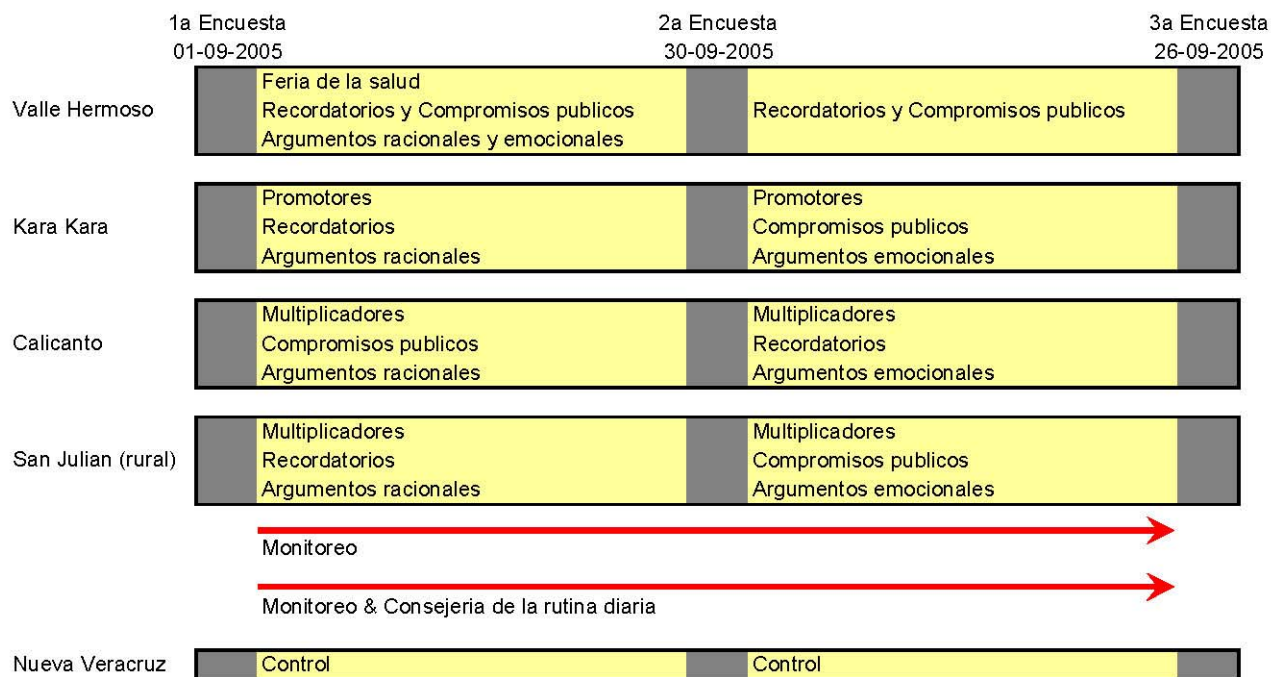 1a Encuesta 2a Encuesta 3a Encuesta
01-09-2005 30-09-2005 26-09-2005
Valle Hermoso
Feria de la salud
Recordatorios y Compromisos publicos
Argumentos racionales y emocionales
Recordatorios y Compromisos publicos
Kara Kara
Promotores
Recordatorios
Argumentos racionales
Promotores
Compromisos publicos
Argumentos emocionales
Calicanto
Multiplicadores
Compromisos publicos
Argumentos racionales
Multiplicadores
Recordatorios
Argumentos emocionales
San Julian (rural)
Multiplicadores
Recordatorios
Argumentos racionales
Multiplicadores
Compromisos publicos
Argumentos emocionales
Monitoreo
Monitoreo & Consejeria de la rutina diaria
Nueva Veracruz
Control
Control